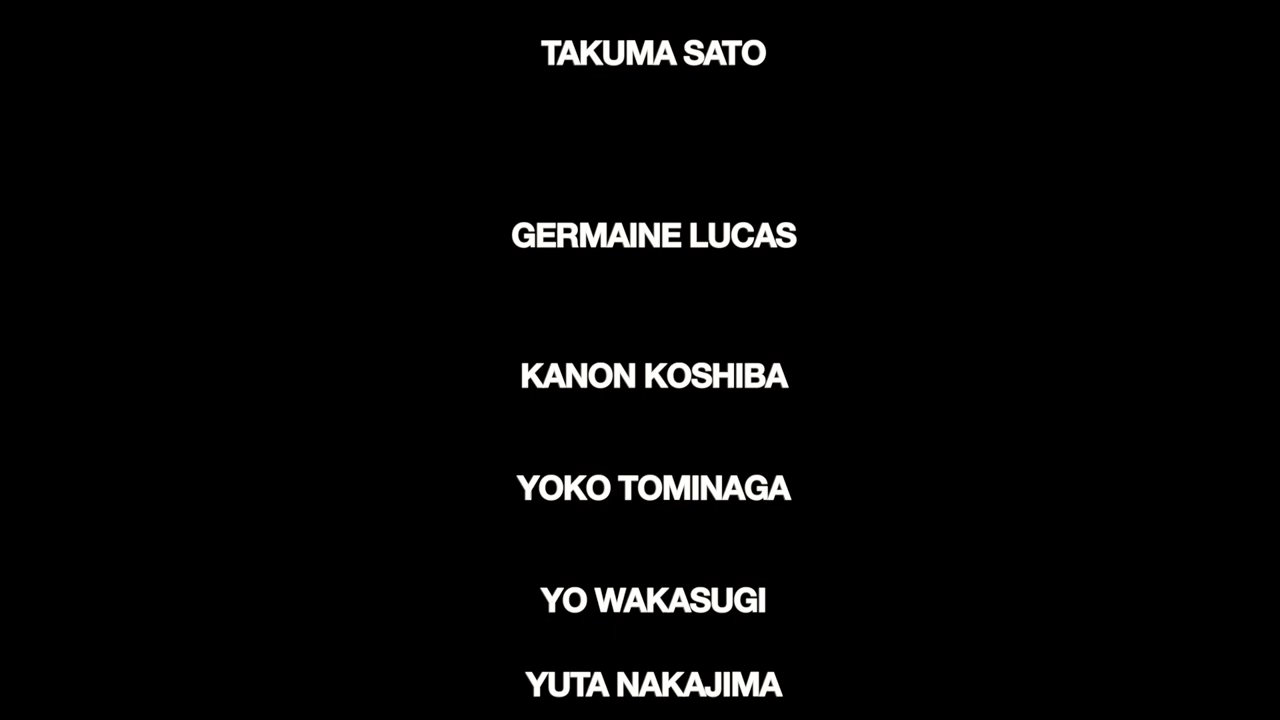 TAKUMA SATO
GERMAINE LUCAS
KANON KOSHIBA
YOKO TOMINAGA
YO WAKASUGI
YUTA NAKAJIMA